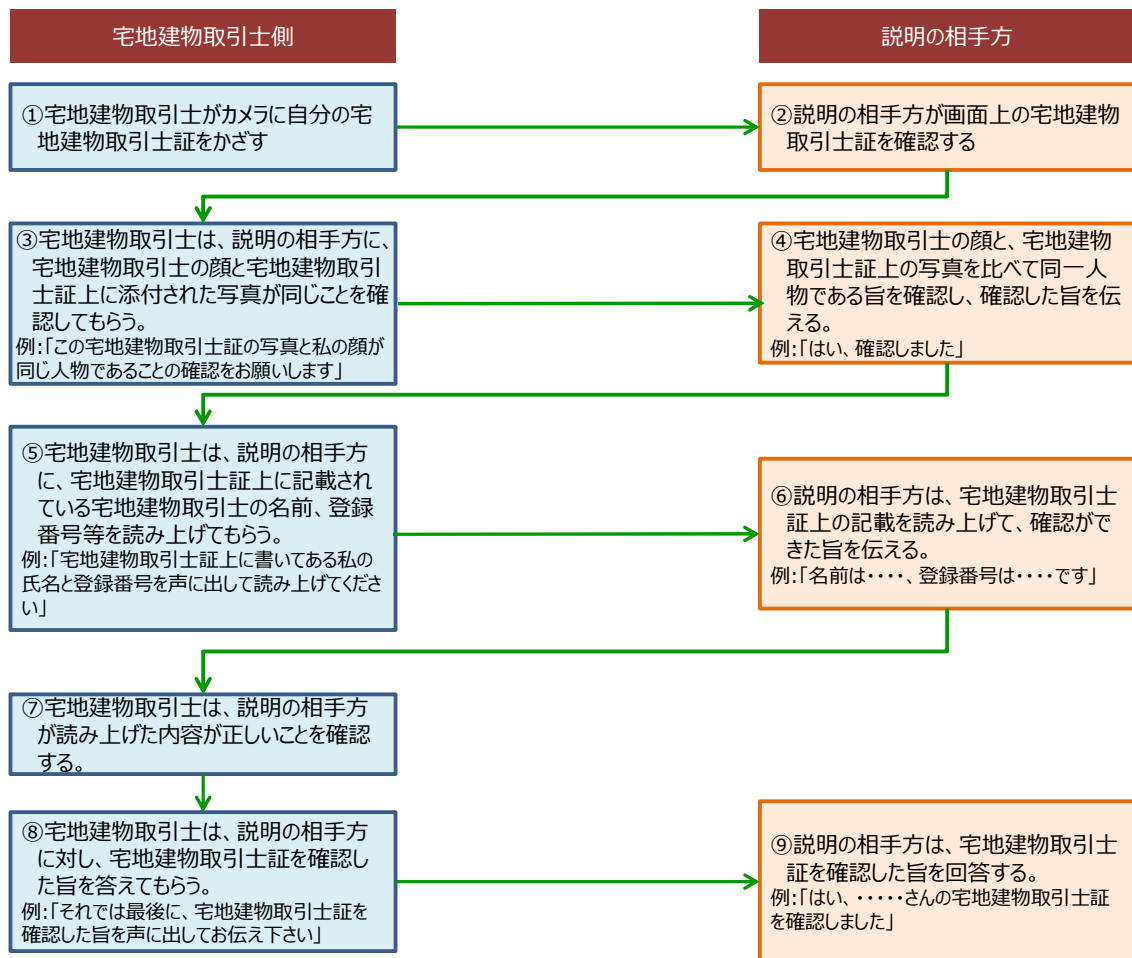 宅地建物取引士側
説明の相手方
①宅地建物取引士がカメラに自分の宅
地建物取引士証をかざす
②説明の相手方が画面上の宅地建物
取引士証を確認する
③宅地建物取引士は、説明の相手方に、
宅地建物取引士の顔と宅地建物取引
士証上に添付された写真が同じことを確
認してもらう。
例:「この宅地建物取引士証の写真と私の顔が
同じ人物であることの確認をお願いします」
④宅地建物取引士の顔と、宅地建物
取引士証上の写真を比べて同一人
物である旨を確認し、確認した旨を伝
える。
例:「はい、確認しました」
⑤宅地建物取引士は、説明の相手方
に、宅地建物取引士証上に記載され
ている宅地建物取引士の名前、登録
番号等を読み上げてもらう。
例:「宅地建物取引士証上に書いてある私の
氏名と登録番号を声に出して読み上げてくださ
い」
⑥説明の相手方は、宅地建物取引士
証上の記載を読み上げて、確認がで
きた旨を伝える。
例:「名前は・・・・、登録番号は・・・・です」
⑦宅地建物取引士は、説明の相手方
が読み上げた内容が正しいことを確認
する。
⑧宅地建物取引士は、説明の相手方
に対し、宅地建物取引士証を確認し
た旨を答えてもらう。
例:「それでは最後に、宅地建物取引士証を
確認した旨を声に出してお伝え下さい」
⑨説明の相手方は、宅地建物取引士
証を確認した旨を回答する。
例:「はい、・・・・・さんの宅地建物取引士証
を確認しました」